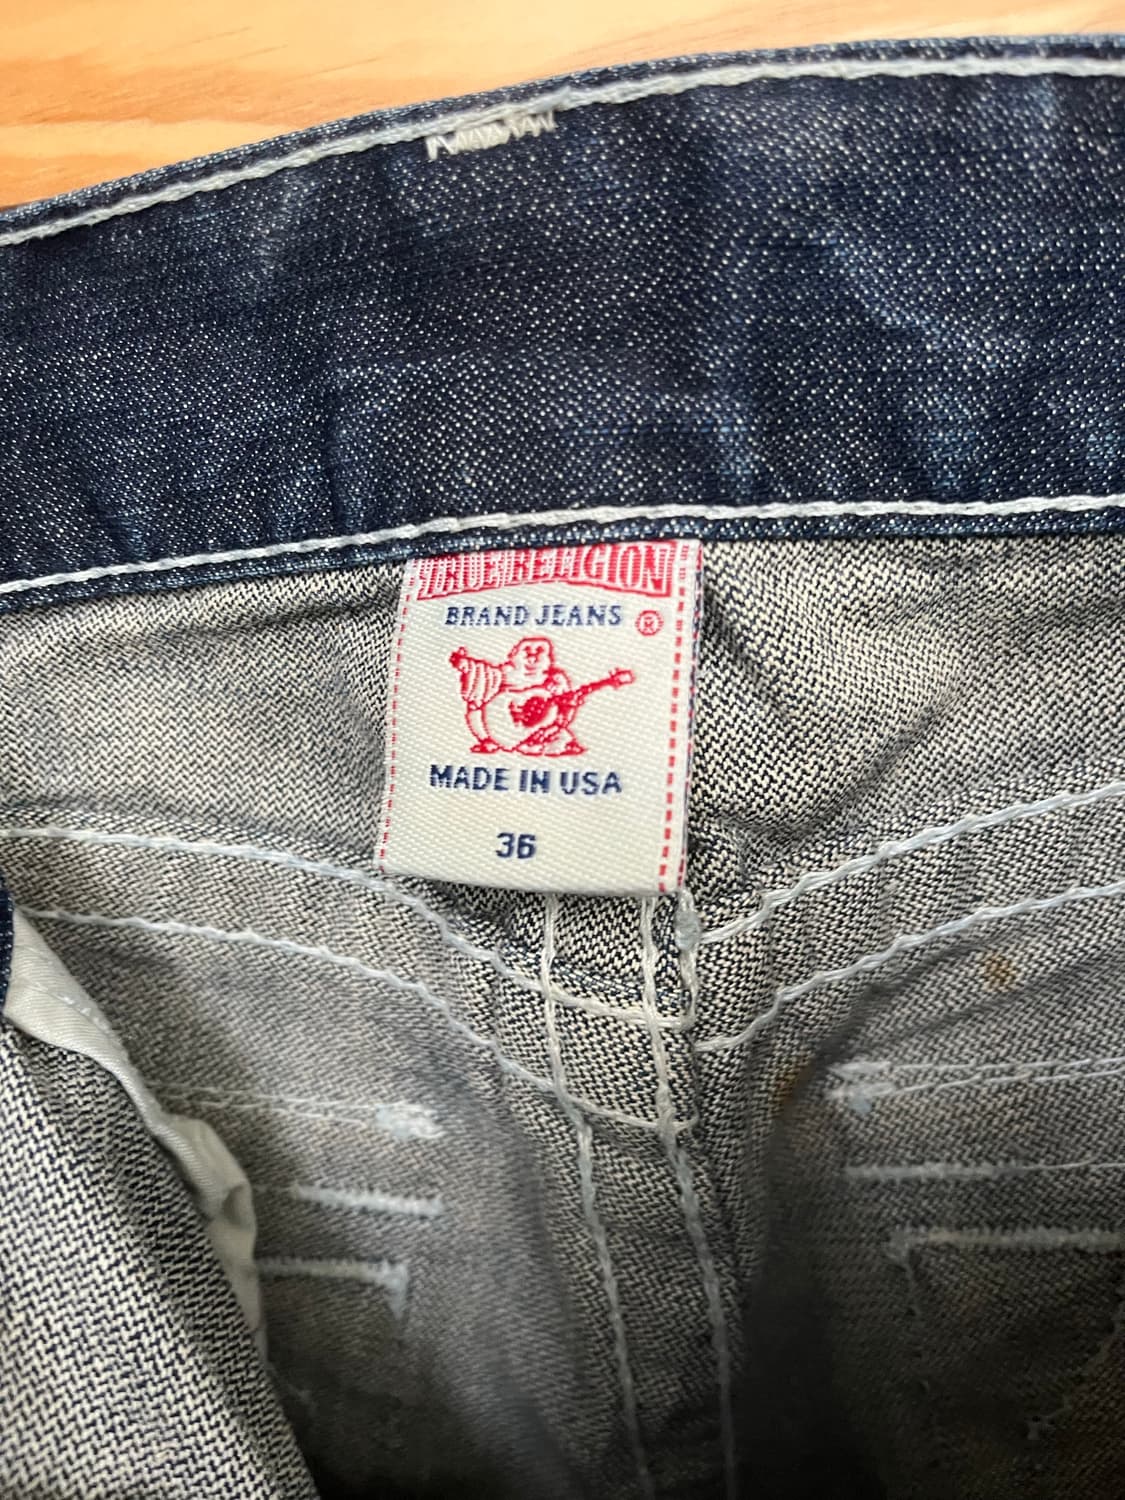 TRUE RELIGION
BRAND JEANS ®
MADE IN USA
36